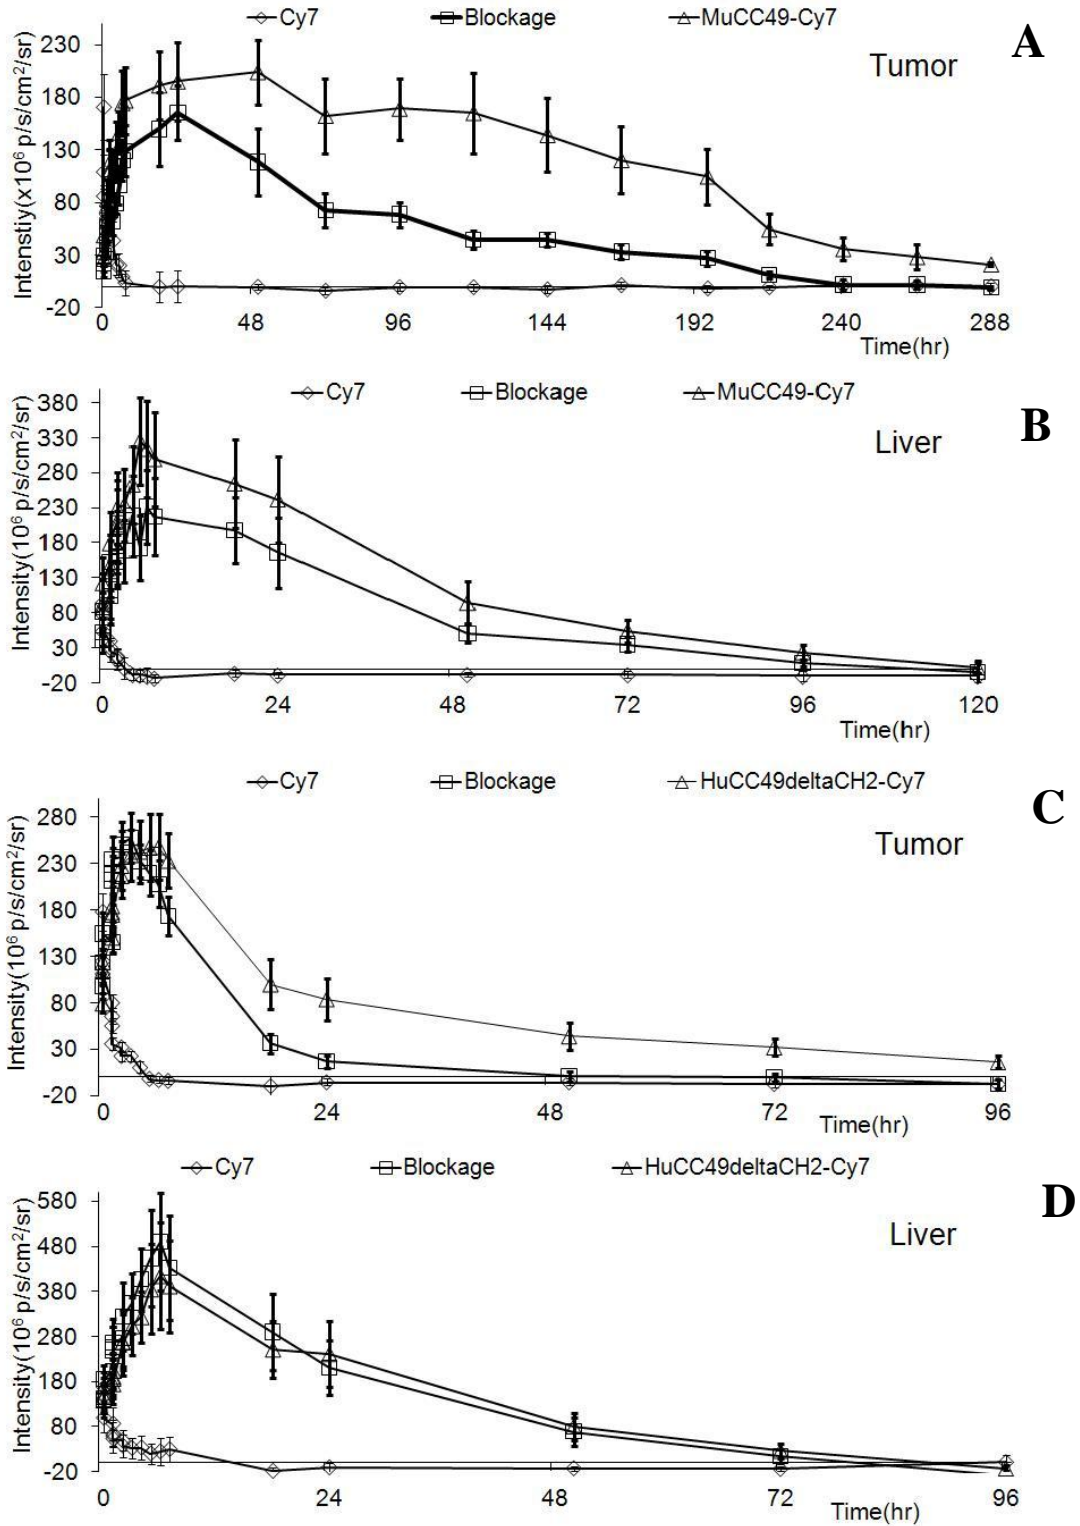 Cy7 Blockage MuCC49-Cy7
A
Tumor
Intenstiy(x10⁶ p/s/cm²/sr)
230
180
130
80
30
-20
0 48 96 144 192 240 288
Time(hr)
Cy7 Blockage MuCC49-Cy7
B
Liver
Intensity(10⁶ p/s/cm²/sr)
380
330
280
230
180
130
80
30
-20
0 24 48 72 96 120
Time(hr)
Cy7 Blockage HuCC49deltaCH2-Cy7
C
Tumor
Intensity(10⁶ p/s/cm²/sr)
280
230
180
130
80
30
-20
0 24 48 72 96
Time(hr)
Cy7 Blockage HuCC49deltaCH2-Cy7
D
Liver
Intensity(10⁶ p/s/cm²/sr)
580
480
380
280
180
80
-20
0 24 48 72 96
Time(hr)